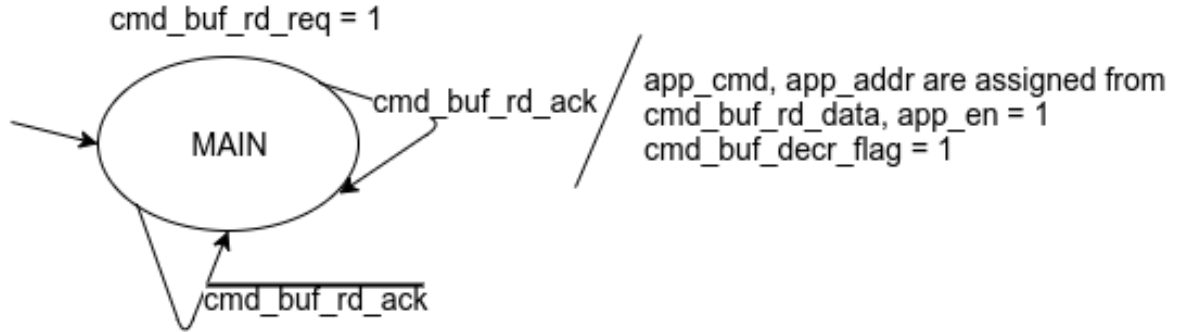 cmd_buf_rd_req = 1
MAIN
cmd_buf_rd_ack
app_cmd, app_addr are assigned from
cmd_buf_rd_data, app_en = 1
cmd_buf_decr_flag = 1
cmd_buf_rd_ack